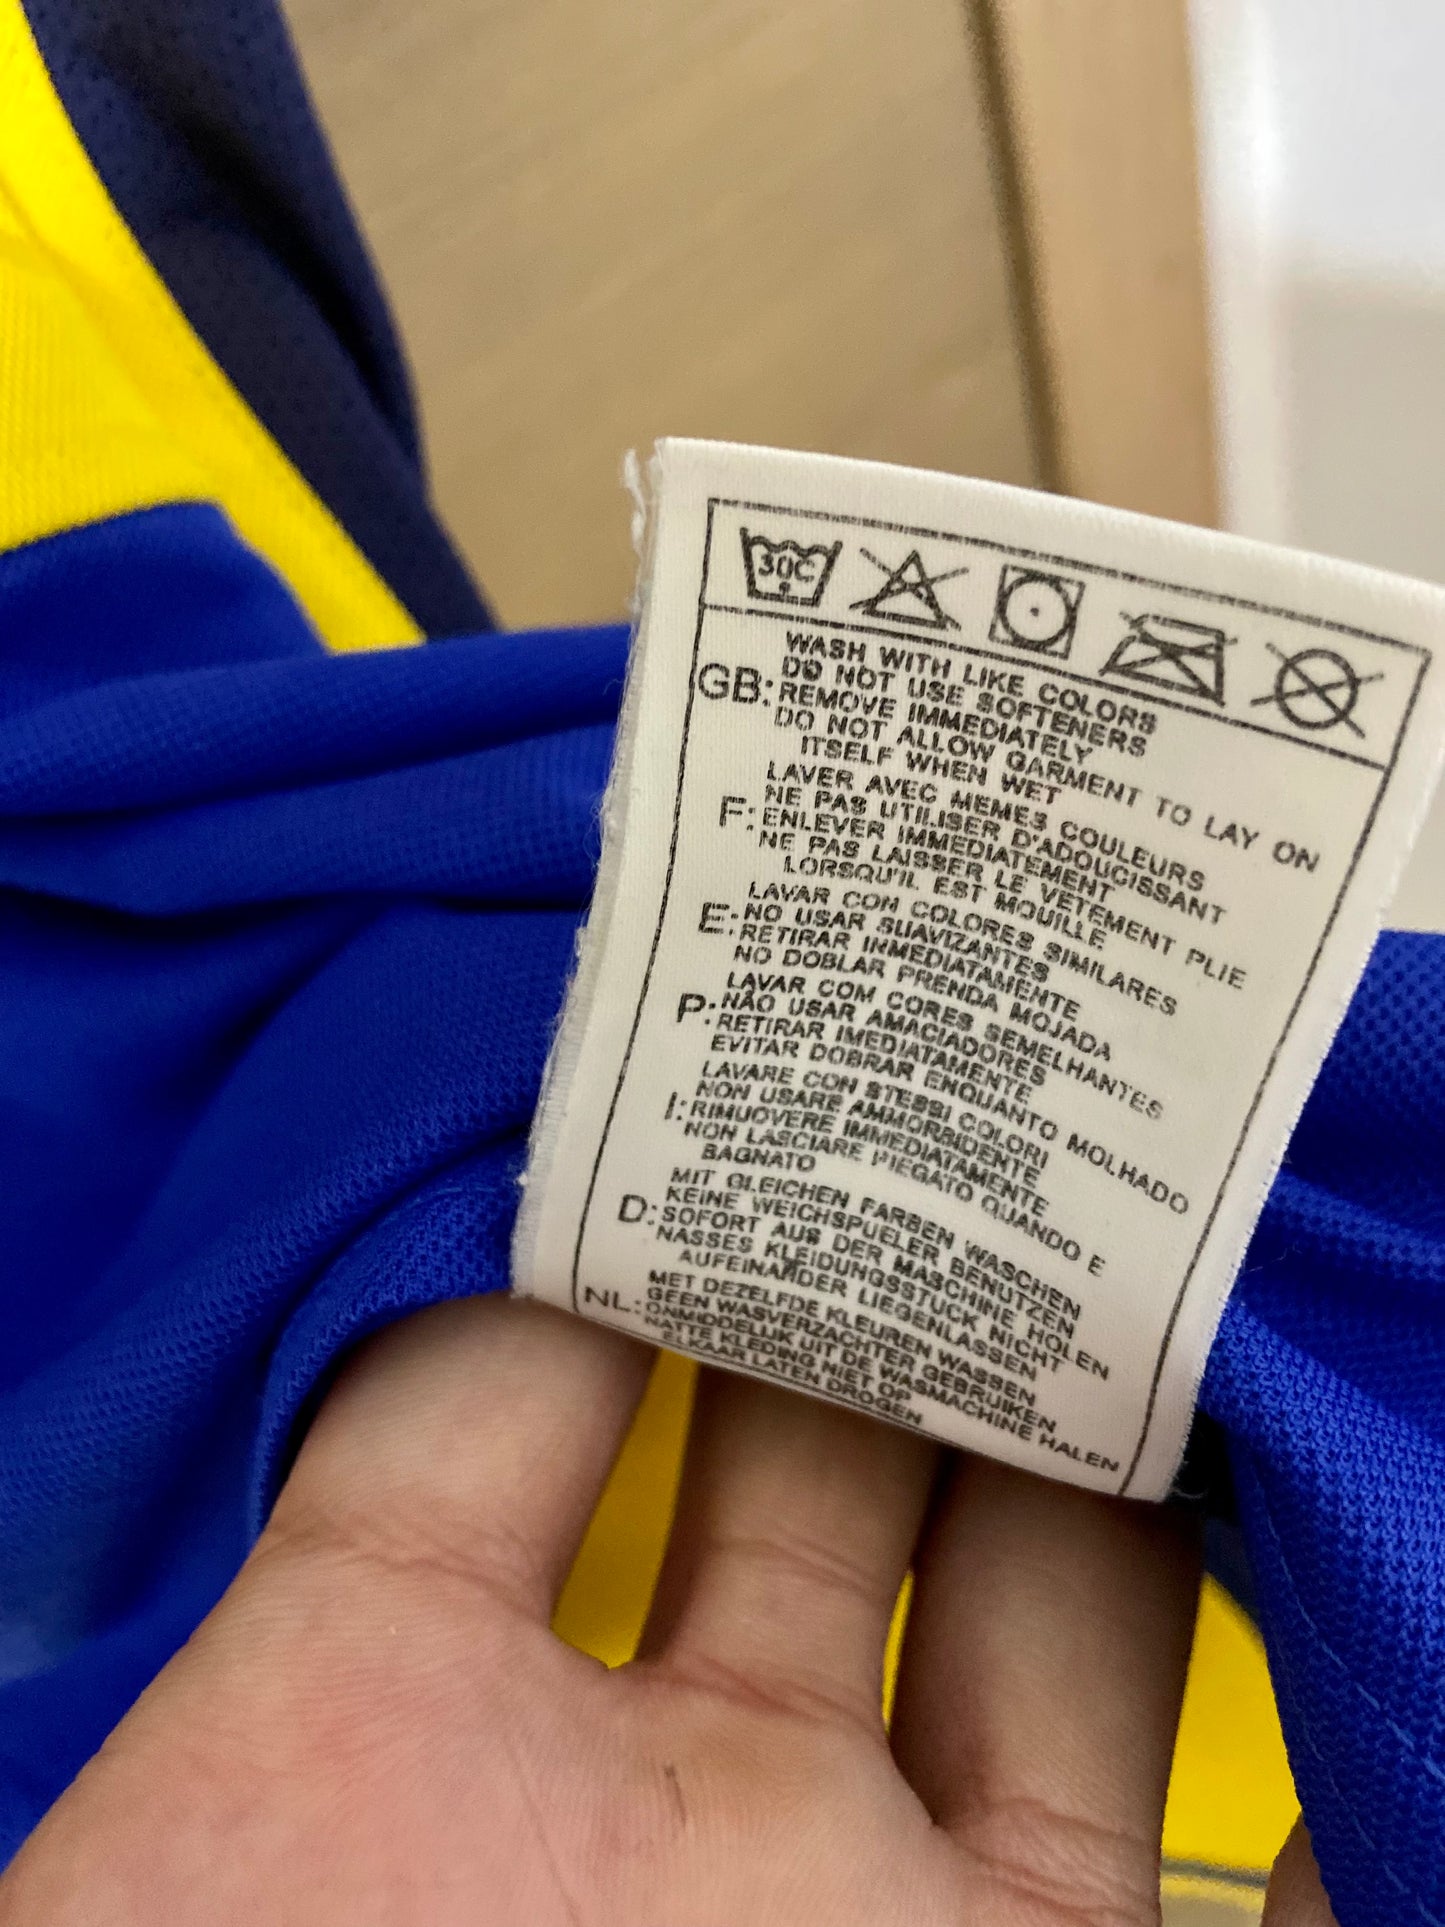 30C
WASH WITH LIKE COLORS
DO NOT USE SOFTENERS
GB: REMOVE IMMEDIATELY
DO NOT ALLOW GARMENT TO LAY ON
ITSELF WHEN WET
LAVER AVEC MEMES COULEURS
NE PAS UTILISER D'ADOUCISSANT
F: ENLEVER IMMEDIATEMENT
NE PAS LAISSER LE VETEMENT PLIE
LORSQU'IL EST MOUILLE
LAVAR CON COLORES SIMILARES
E: NO USAR SUAVIZANTES
RETIRAR INMEDIATAMENTE
NO DOBLAR PRENDA MOJADA
LAVAR COM CORES SEMELHANTES
P: NÃO USAR AMACIADORES
RETIRAR IMEDIATAMENTE
EVITAR DOBRAR ENQUANTO MOLHADO
LAVARE CON STESSI COLORI
NON USARE AMMORBIDENTE
I: RIMUOVERE IMMEDIATAMENTE
NON LASCIARE PIEGATO QUANDO E
BAGNATO
MIT GLEICHEN FARBEN WASCHEN
KEINE WEICHSPUELER BENUTZEN
D: SOFORT AUS DER MASCHINE HOLEN
NASSES KLEIDUNGSSTUCK NICHT
AUFEINANDER LIEGENLASSEN
MET DEZELFDE KLEUREN WASSEN
GEEN WASVERZACHTER GEBRUIKEN
NL: ONMIDDELIJK UIT DE WASMACHINE HALEN
NATTE KLEDING NIET OP
ELKAAR LATEN DROGEN